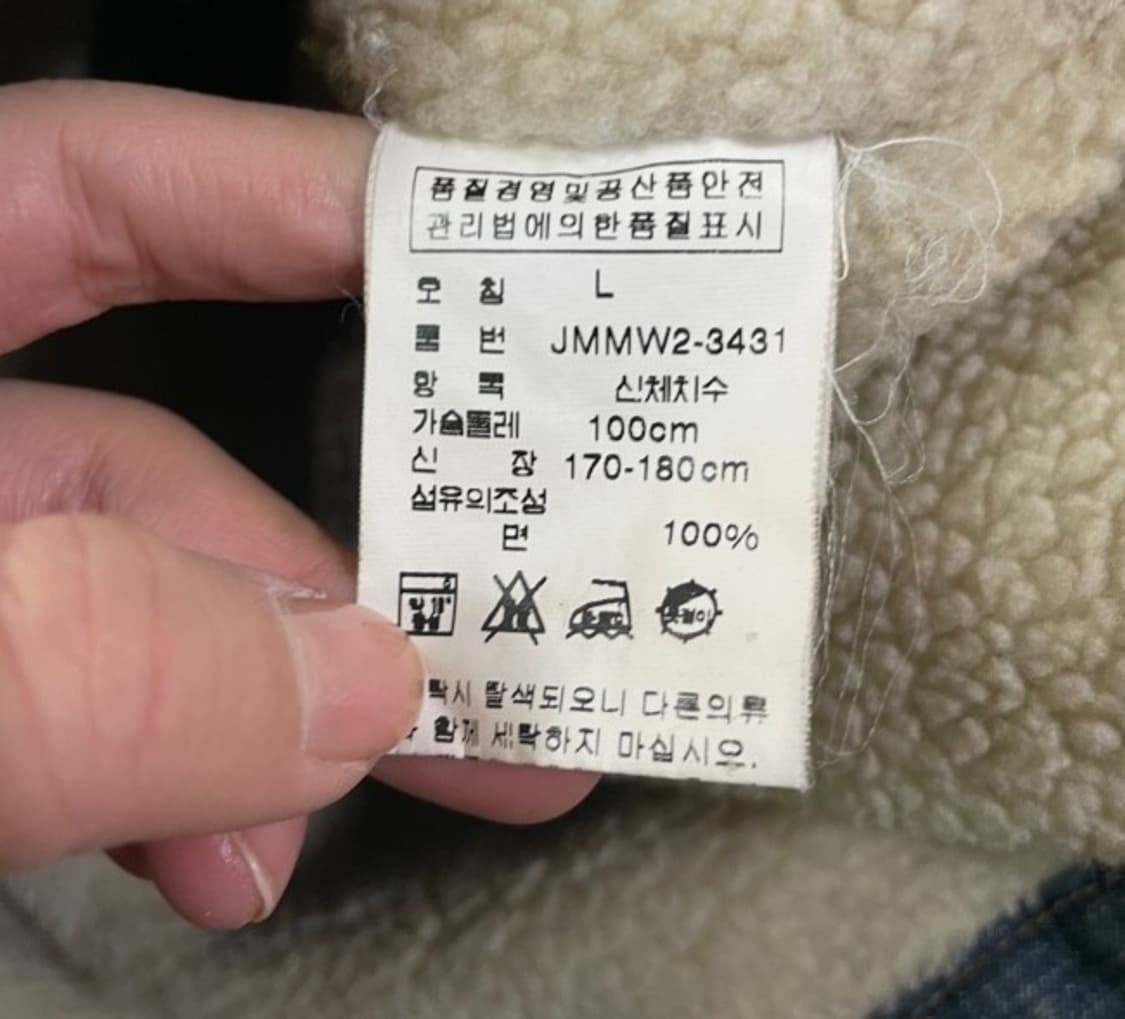 품질경영및공산품안전
관리법에의한품질표시
호 칭 L
품 번 JMMW2-3431
항 목 신체치수
가슴둘레 100cm
신 장 170-180cm
섬유의조성
면 100%
옷걸이
탁시 탈색되오니 다른의류
함께 세탁하지 마십시오.